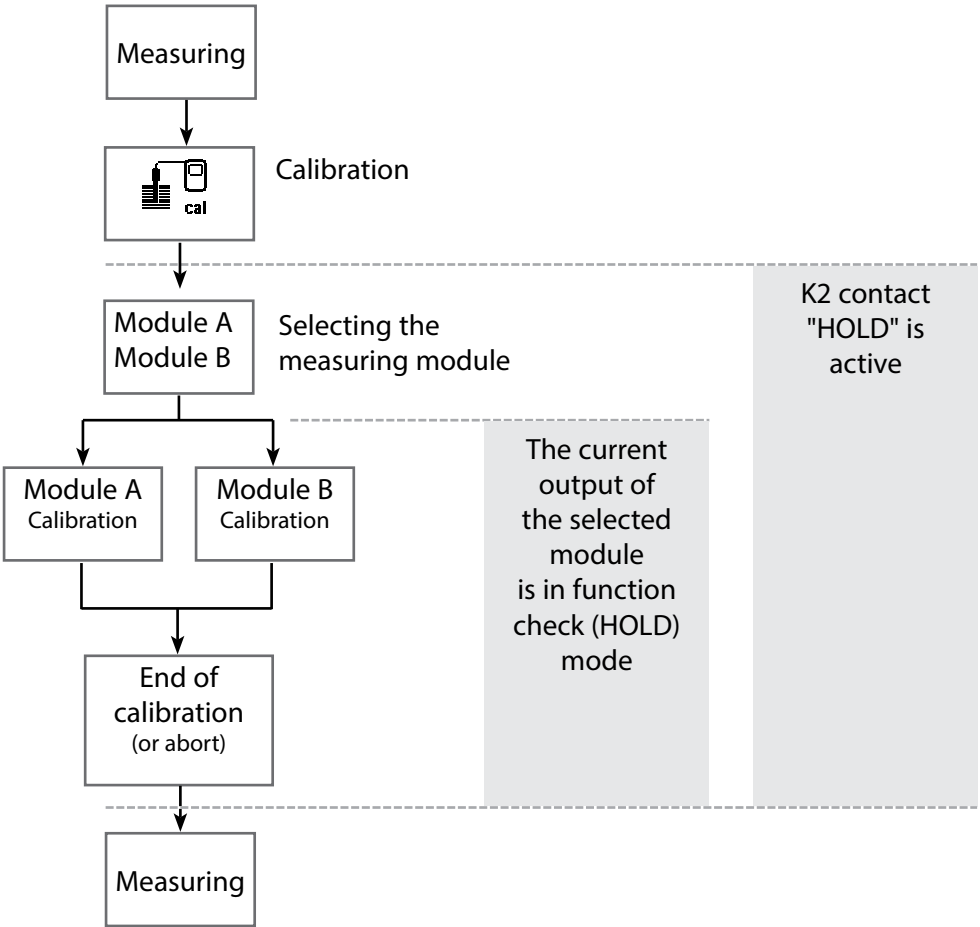 Measuring
cal
Calibration
Module A
Module B
Selecting the
measuring module
K2 contact
"HOLD" is
active
Module A
Calibration
Module B
Calibration
The current
output of
the selected
module
is in function
check (HOLD)
mode
End of
calibration
(or abort)
Measuring